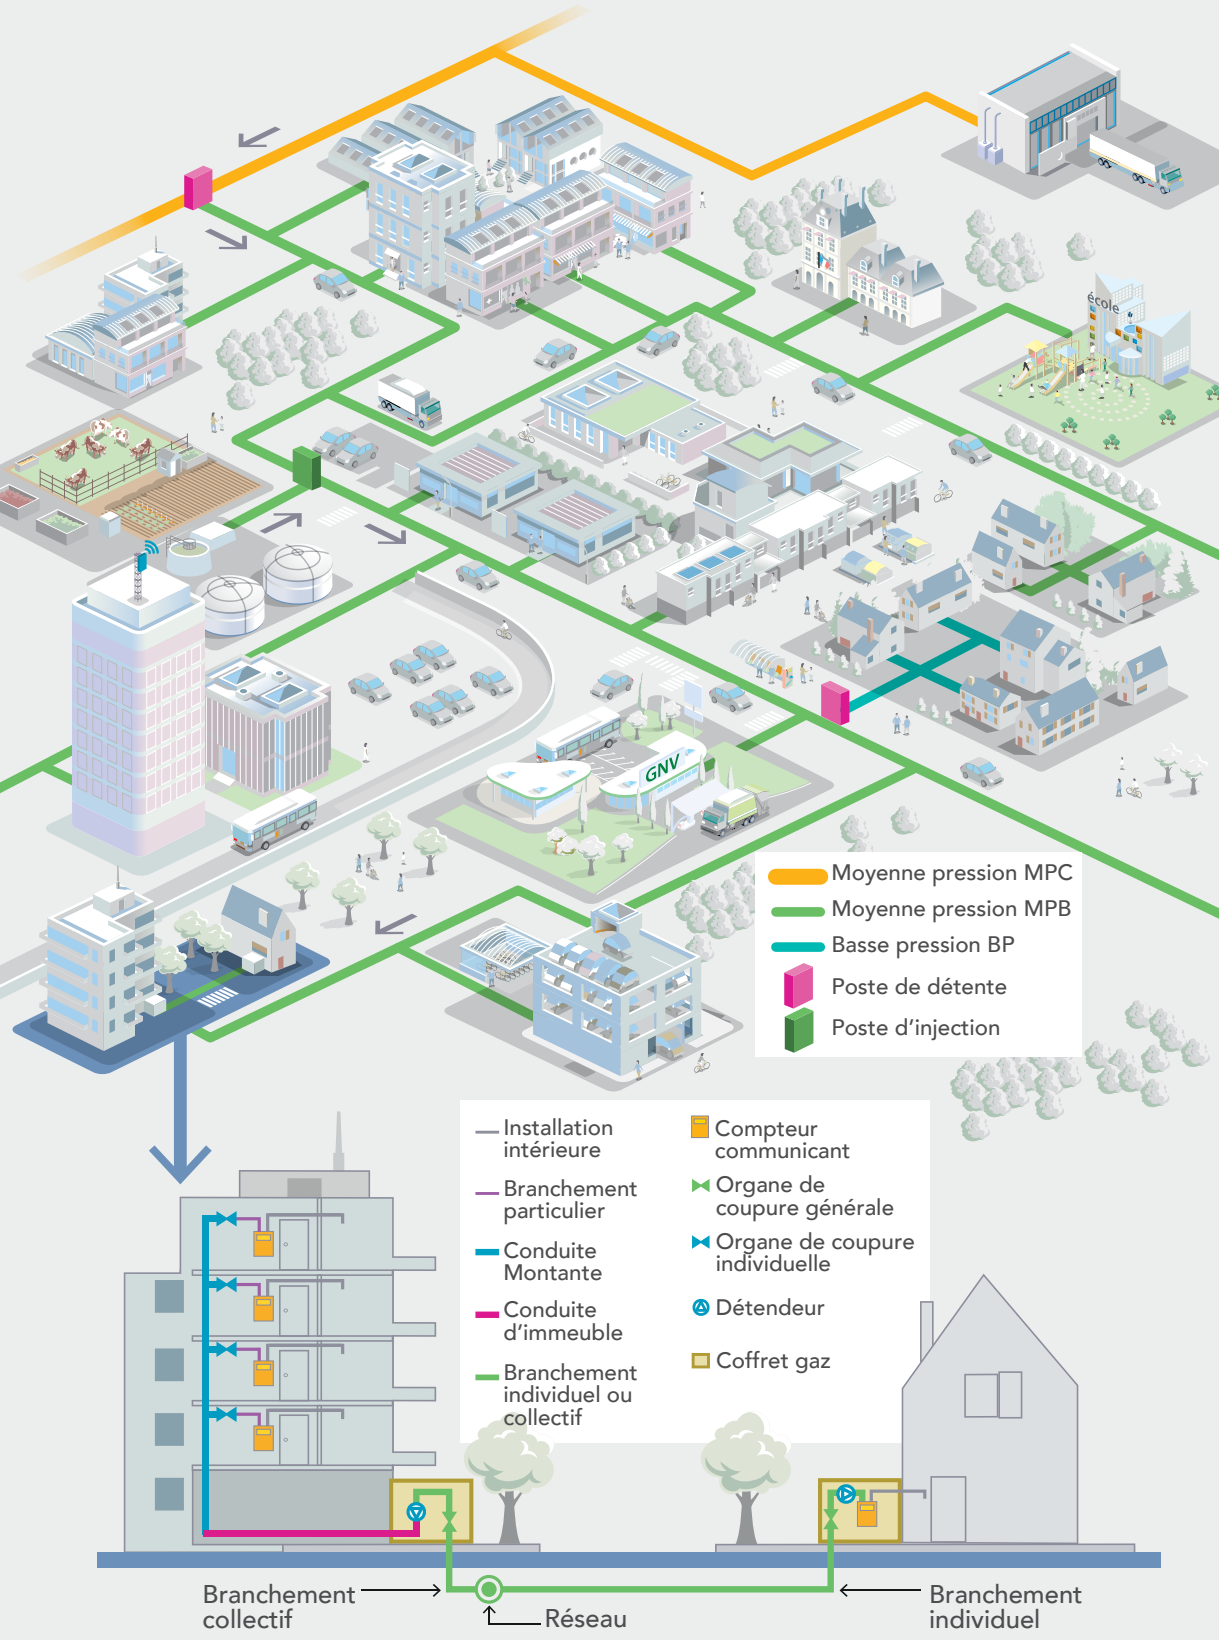 école
GNV
Moyenne pression MPC
Moyenne pression MPB
Basse pression BP
Poste de détente
Poste d'injection
Installation
intérieure
Branchement
particulier
Conduite
Montante
Conduite
d'immeuble
Branchement
individuel ou
collectif
Compteur
communicant
Organe de
coupure générale
Organe de coupure
individuelle
Détendeur
Coffret gaz
Branchement
collectif
Réseau
Branchement
individuel